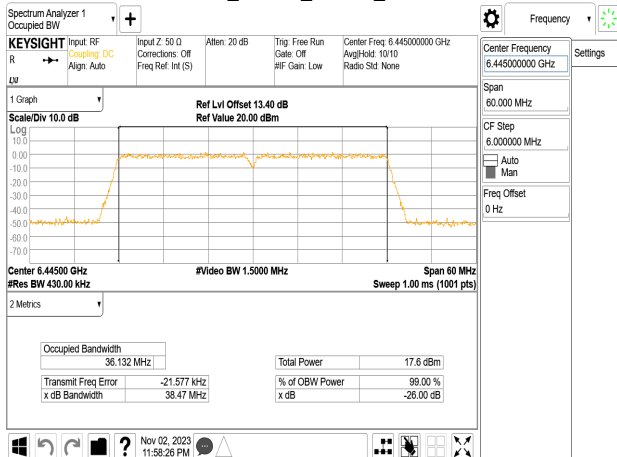 Spectrum Analyzer 1
Occupied BW
Frequency
KEYSIGHT
R
Input: RF
Coupling: DC
Align: Auto
Input Z: 50 Ω
Corrections: Off
Freq Ref: Int (S)
Atten: 20 dB
Trig: Free Run
Gate: Off
#IF Gain: Low
Center Freq: 6.445000000 GHz
Avg|Hold: 10/10
Radio Std: None
Center Frequency
6.445000000 GHz
Settings
Span
60.000 MHz
CF Step
6.000000 MHz
Auto
Man
Freq Offset
0 Hz
1 Graph
Scale/Div 10.0 dB
Ref Lvl Offset 13.40 dB
Ref Value 20.00 dBm
Log
10.0
0.00
-10.0
-20.0
-30.0
-40.0
-50.0
-60.0
-70.0
Center 6.44500 GHz
#Video BW 1.5000 MHz
Span 60 MHz
#Res BW 430.00 kHz
Sweep 1.00 ms (1001 pts)
2 Metrics
Occupied Bandwidth
36.132 MHz
Total Power 17.6 dBm
Transmit Freq Error -21.577 kHz
% of OBW Power 99.00 %
x dB Bandwidth 38.47 MHz
x dB -26.00 dB
?
Nov 02, 2023
11:58:26 PM